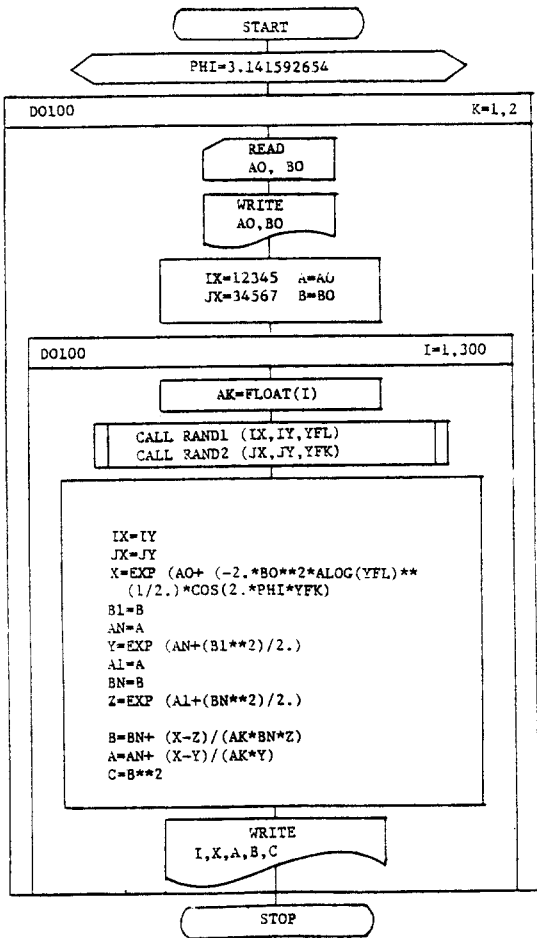 START
PHI=3.141592654
DO100 K=1,2
READ
AO, BO
WRITE
AO,BO
IX=12345 A=AO
JX=34567 B=BO
DO100 I=1,300
AK=FLOAT(I)
CALL RAND1 (IX,IY,YFL)
CALL RAND2 (JX,JY,YFK)
IX=IY
JX=JY
X=EXP (AO+ (-2.*BO**2*ALOG(YFL)**
(1/2.)*COS(2.*PHI*YFK)
B1=B
AN=A
Y=EXP (AN+(B1**2)/2.)
A1=A
BN=B
Z=EXP (A1+(BN**2)/2.)
B=BN+ (X-Z)/(AK*BN*Z)
A=AN+ (X-Y)/(AK*Y)
C=B**2
WRITE
I,X,A,B,C
STOP